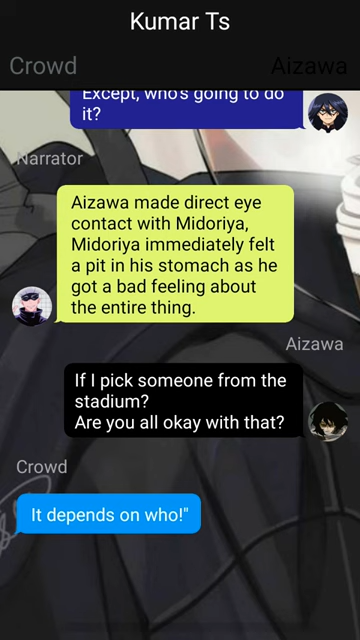 Kumar Ts
Crowd
Aizawa
Except, who's going to do
it?
Narrator
Aizawa made direct eye
contact with Midoriya,
Midoriya immediately felt
a pit in his stomach as he
got a bad feeling about
the entire thing.
Aizawa
If I pick someone from the
stadium?
Are you all okay with that?
Crowd
It depends on who!"